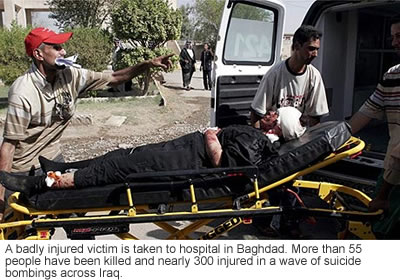 A badly injured victim is taken to hospital in Baghdad. More than 55
people have been killed and nearly 300 injured in a wave of suicide
bombings across Iraq.